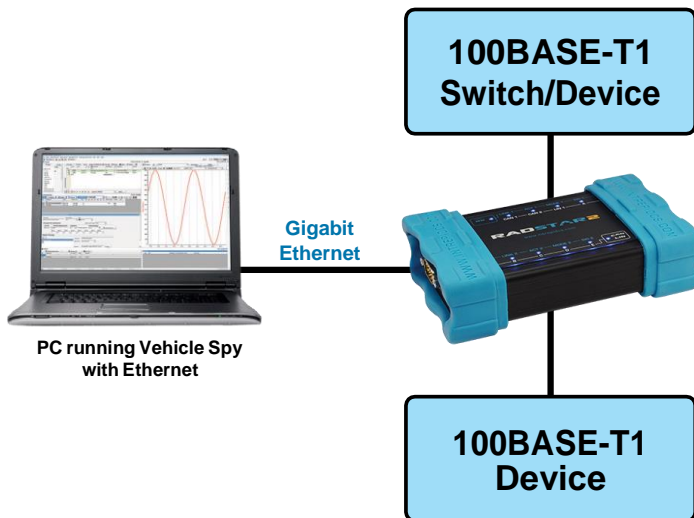 100BASE-T1
Switch/Device
RADSTAR2
Gigabit
Ethernet
PC running Vehicle Spy
with Ethernet
100BASE-T1
Device